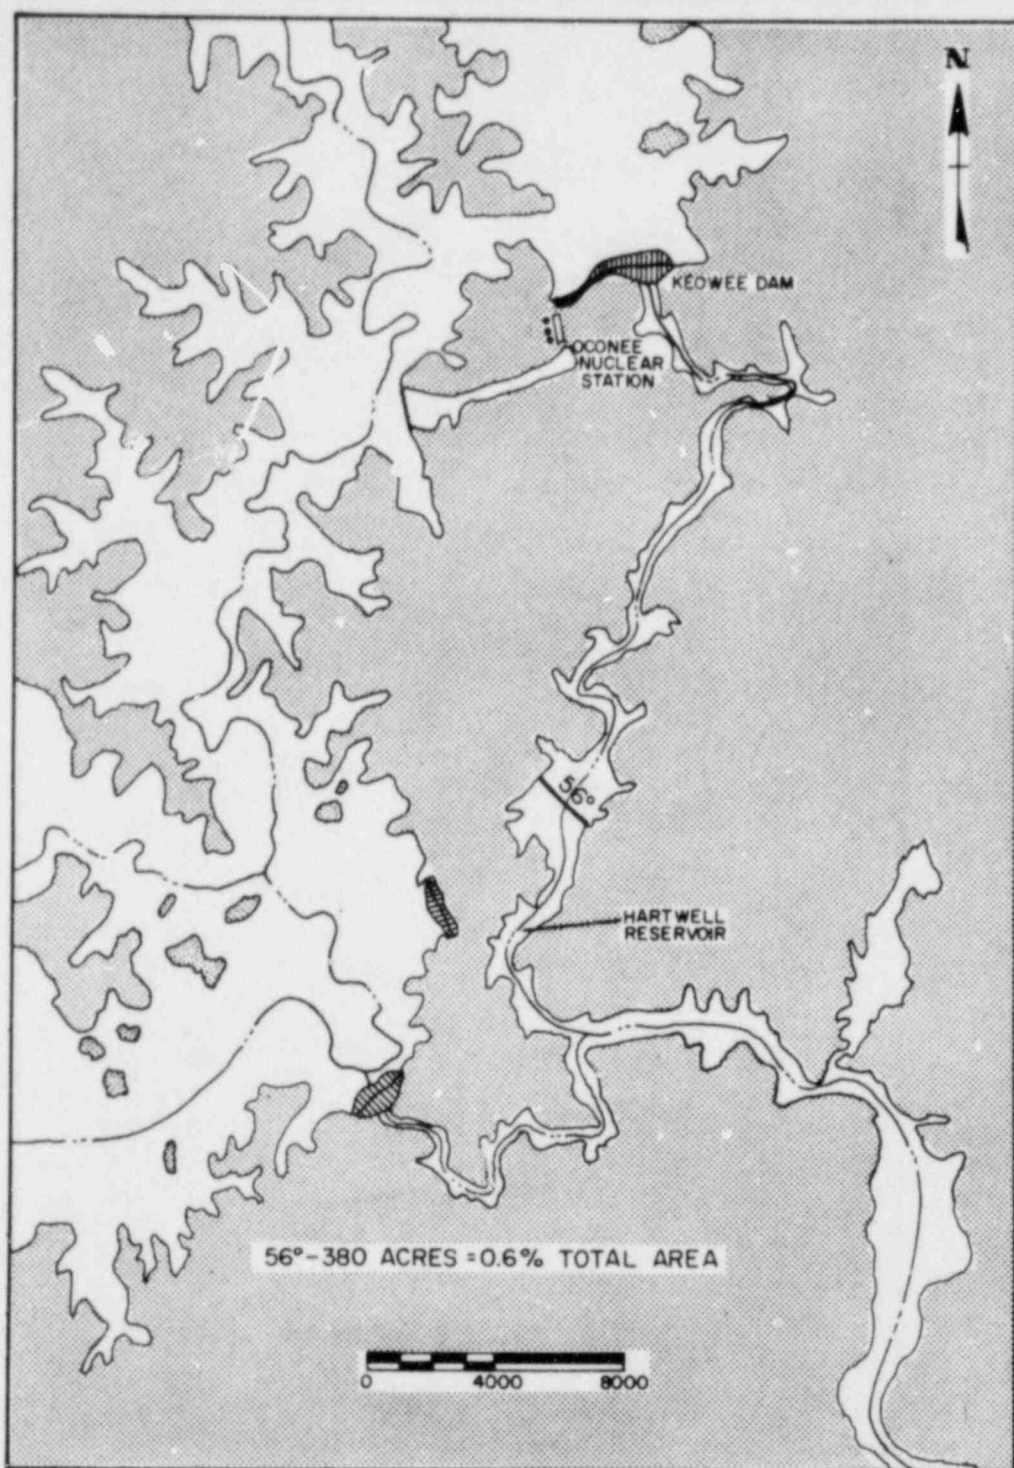 N
KEOWEE DAM
OCONEE
NUCLEAR
STATION
56°
HARTWELL
RESERVOIR
56°-380 ACRES = 0.6% TOTAL AREA
0 4000 8000